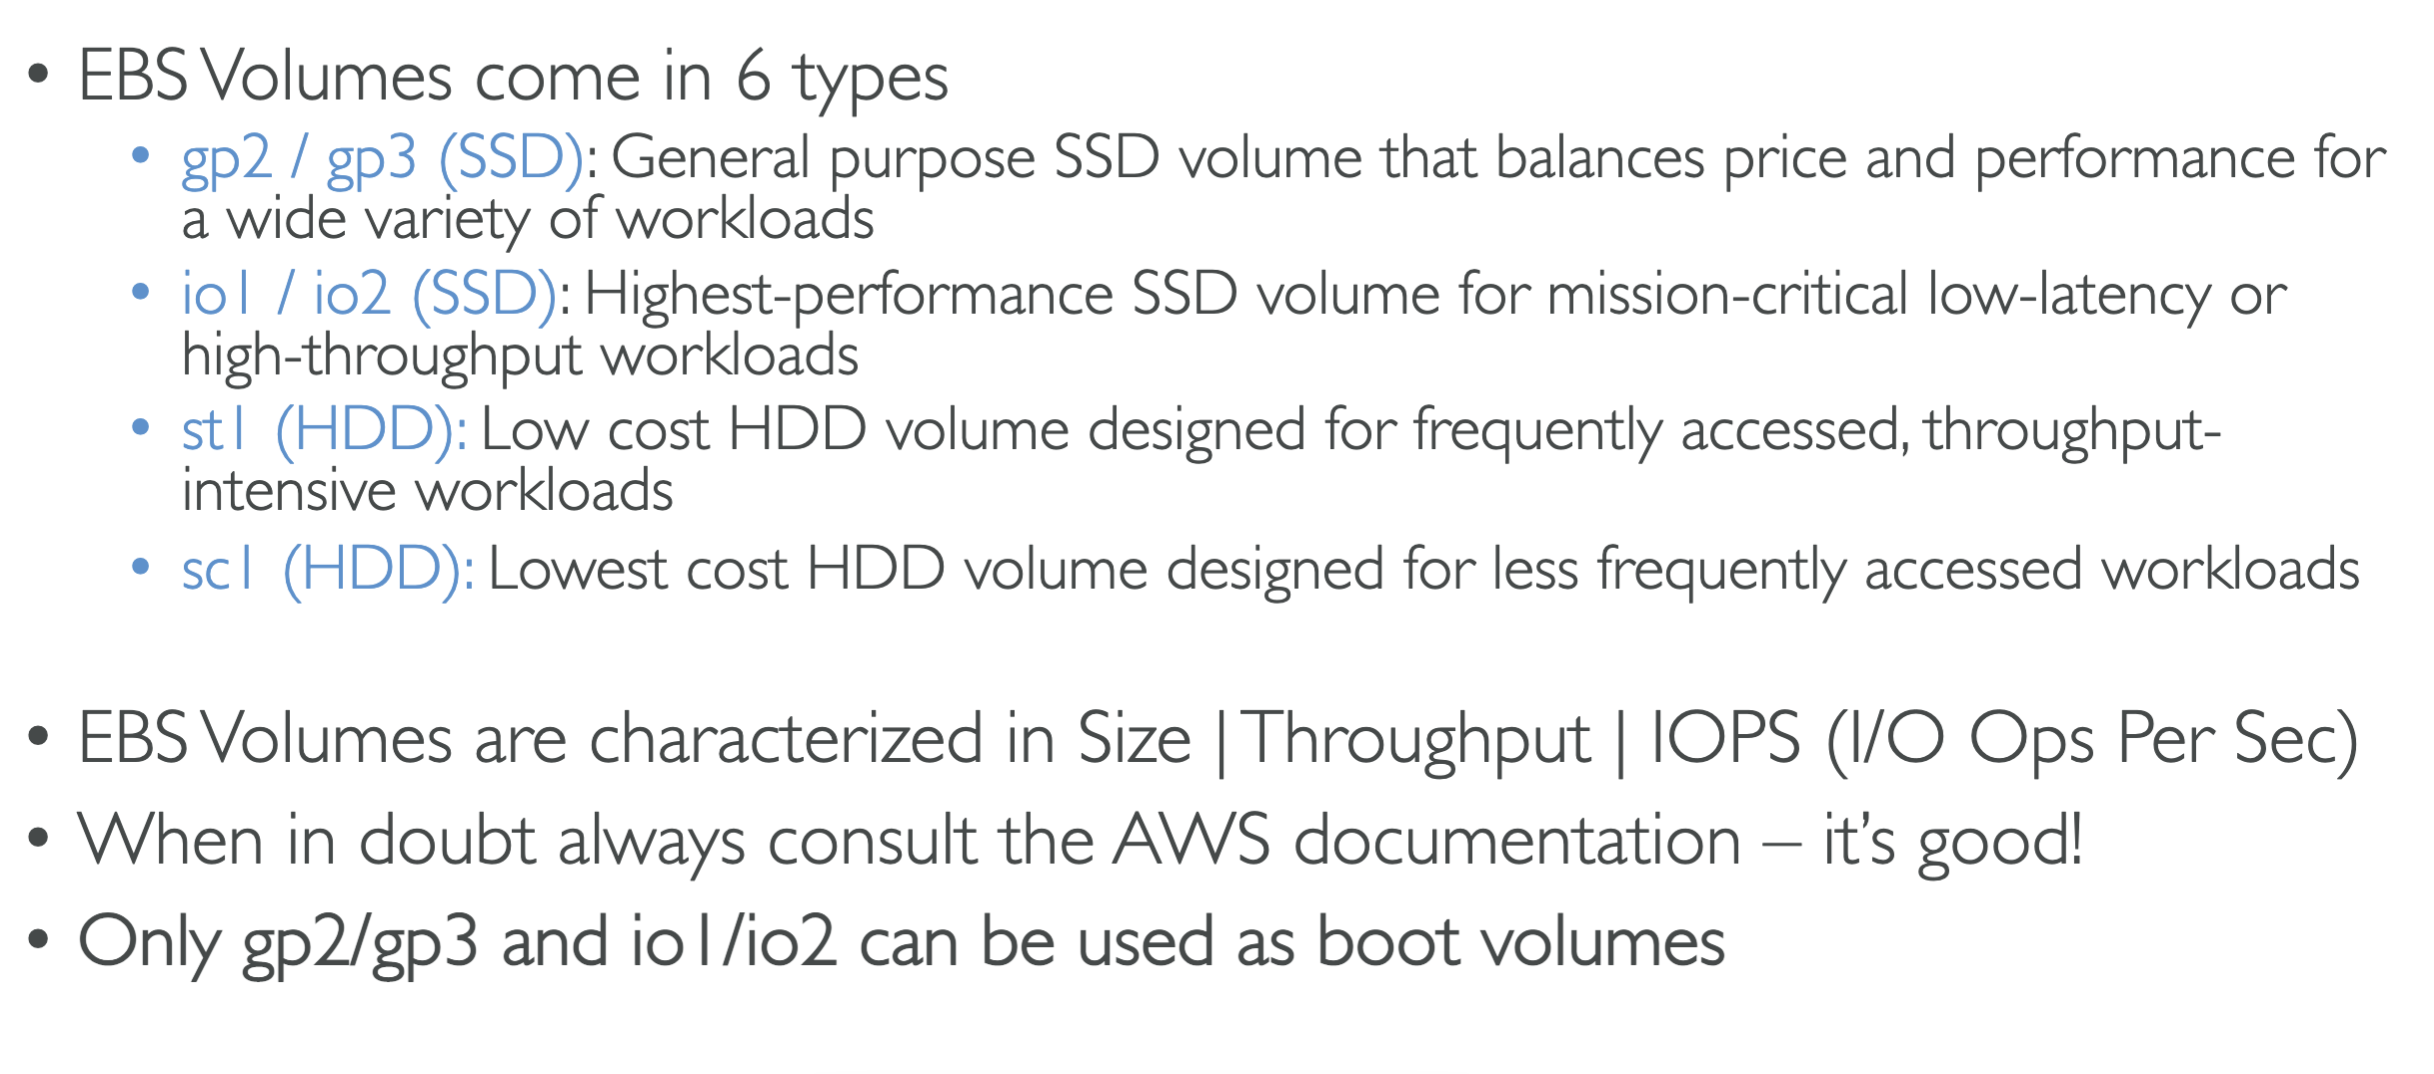 • EBS Volumes come in 6 types
• gp2 / gp3 (SSD): General purpose SSD volume that balances price and performance for
a wide variety of workloads
• io1 / io2 (SSD): Highest-performance SSD volume for mission-critical low-latency or
high-throughput workloads
• st1 (HDD): Low cost HDD volume designed for frequently accessed, throughput-
intensive workloads
• sc1 (HDD): Lowest cost HDD volume designed for less frequently accessed workloads
• EBS Volumes are characterized in Size | Throughput | IOPS (I/O Ops Per Sec)
• When in doubt always consult the AWS documentation – it’s good!
• Only gp2/gp3 and io1/io2 can be used as boot volumes